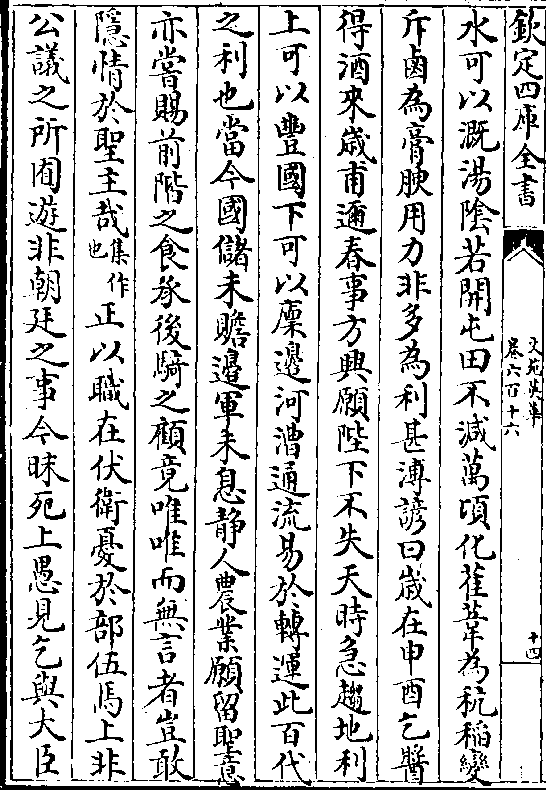 欽定四庫全書
文苑英華
卷六百十六
十四
水可以溉湯陰若開屯田不減萬頃化萑葦為秔稻變
斥鹵為膏腴用力非多為利甚溥諺曰歳在申酉乞醬
得酒來歳甫邇春事方興願陛下不失天時急趨地利
上可以豐國下可以廪邊河漕通流易於轉運此百代
之利也當今國儲未贍邊軍未息静人農業願留聖意
亦嘗賜前階之食承後騎之顧竟唯唯而無言者豈敢
隱情於聖主哉集作也正以職在伏衛憂於部伍馬上非
公議之所囿遊非朝廷之事今昧死上愚見乞與大臣